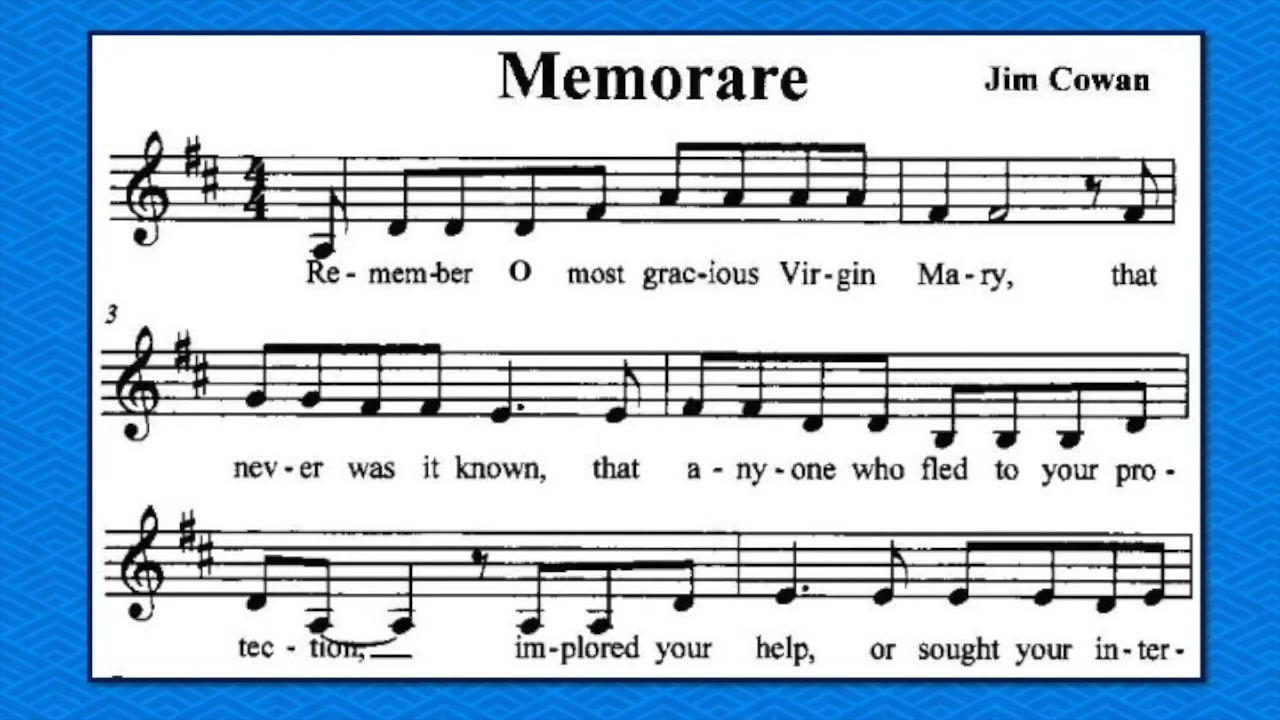 Memorare
Jim Cowan
4
4
Re - mem-ber O most grac-ious Vir-gin Ma - ry, that
3
nev - er was it known, that a - ny - one who fled to your pro -
tec - tion, im-plored your help, or sought your in - ter -